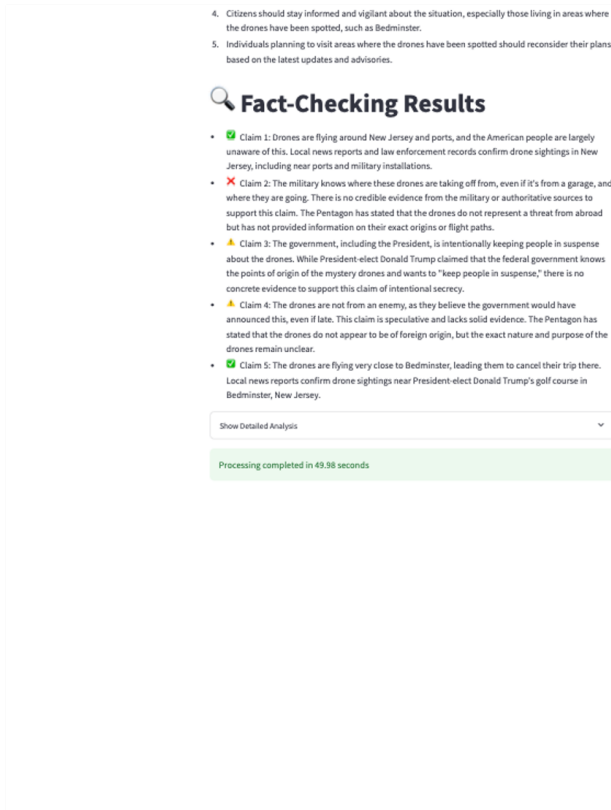 4. Citizens should stay informed and vigilant about the situation, especially those living in areas where
the drones have been spotted, such as Bedminster.
5. Individuals planning to visit areas where the drones have been spotted should reconsider their plans
based on the latest updates and advisories.
🔍 Fact-Checking Results
• ✅ Claim 1: Drones are flying around New Jersey and ports, and the American people are largely
unaware of this. Local news reports and law enforcement records confirm drone sightings in New
Jersey, including near ports and military installations.
• ❌ Claim 2: The military knows where these drones are taking off from, even if it's from a garage, and
where they are going. There is no credible evidence from the military or authoritative sources to
support this claim. The Pentagon has stated that the drones do not represent a threat from abroad
but has not provided information on their exact origins or flight paths.
• ⚠️ Claim 3: The government, including the President, is intentionally keeping people in suspense
about the drones. While President-elect Donald Trump claimed that the federal government knows
the points of origin of the mystery drones and wants to "keep people in suspense," there is no
concrete evidence to support this claim of intentional secrecy.
• ⚠️ Claim 4: The drones are not from an enemy, as they believe the government would have
announced this, even if late. This claim is speculative and lacks solid evidence. The Pentagon has
stated that the drones do not appear to be of foreign origin, but the exact nature and purpose of the
drones remain unclear.
• ✅ Claim 5: The drones are flying very close to Bedminster, leading them to cancel their trip there.
Local news reports confirm drone sightings near President-elect Donald Trump's golf course in
Bedminster, New Jersey.
Show Detailed Analysis
Processing completed in 49.98 seconds